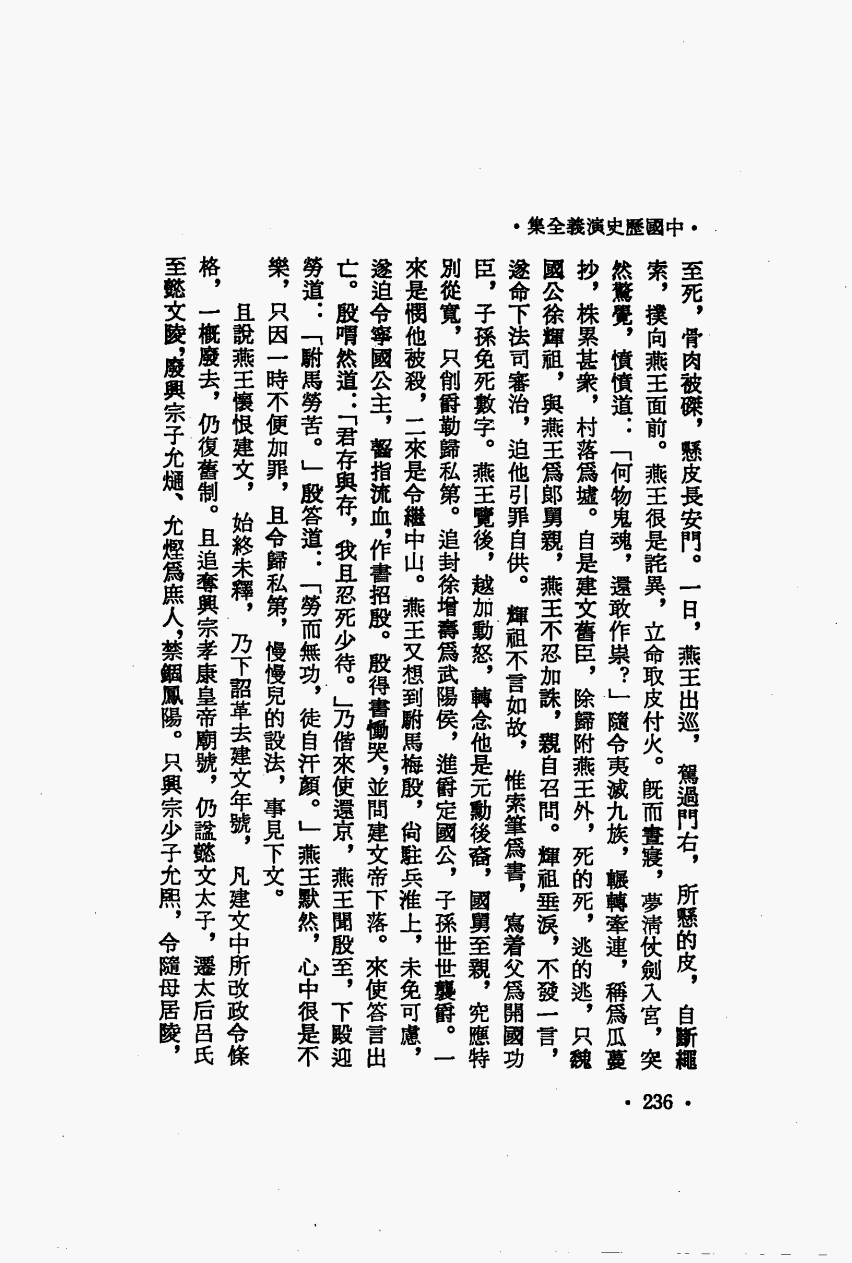 •中國歷史演義全集•
至死，骨肉被磔，懸皮長安門。一日，燕王出巡，駕過門右，所懸的皮，自斷繩
索，撲向燕王面前。燕王很是詫異，立命取皮付火。旣而晝寢，夢淸仗劍入宮，突
然驚覺，憤憤道：「何物鬼魂，還敢作祟？」隨令夷滅九族，輾轉牽連，稱爲瓜蔓
抄，株累甚衆，村落爲墟。自是建文舊臣，除歸附燕王外，死的死，逃的逃，只魏
國公徐輝祖，與燕王爲郎舅親，燕王不忍加誅，親自召問。輝祖垂淚，不發一言，
遂命下法司審治，迫他引罪自供。輝祖不言如故，惟索筆爲書，寫着父爲開國功
臣，子孫免死數字。燕王覽後，越加動怒，轉念他是元勳後裔，國舅至親，究應特
別從寬，只削爵勒歸私第。追封徐增壽爲武陽侯，進爵定國公，子孫世世襲爵。一
來是憫他被殺，二來是令繼中山。燕王又想到駙馬梅殷，尙駐兵淮上，未免可慮，
遂迫令寧國公主，齧指流血，作書招殷。殷得書慟哭，並問建文帝下落。來使答言出
亡。殷喟然道：「君存與存，我且忍死少待。」乃偕來使還京，燕王聞殷至，下殿迎
勞道：「駙馬勞苦。」殷答道：「勞而無功，徒自汗顏。」燕王默然，心中很是不
樂，只因一時不便加罪，且令歸私第，慢慢兒的設法，事見下文。
且說燕王懷恨建文，始終未釋，乃下詔革去建文年號，凡建文中所改政令條
格，一概廢去，仍復舊制。且追奪興宗孝康皇帝廟號，仍諡懿文太子，遷太后呂氏
至懿文陵，廢興宗子允熥、允熞爲庶人，禁錮鳳陽。只興宗少子允熙，令隨母居陵，
•236•